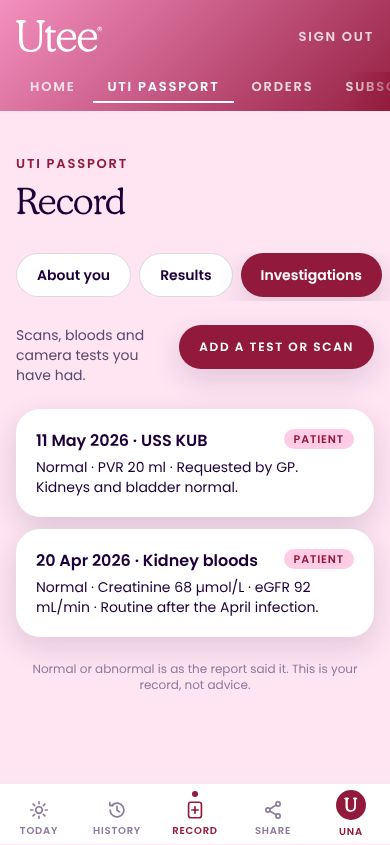 Utee®
SIGN OUT
HOME UTI PASSPORT ORDERS
UTI PASSPORT
Record
About you Results Investigations
Scans, bloods and
camera tests you
have had.
ADD A TEST OR SCAN
11 May 2026 · USS KUB PATIENT
Normal · PVR 20 ml · Requested by GP.
Kidneys and bladder normal.
20 Apr 2026 · Kidney bloods PATIENT
Normal · Creatinine 68 µmol/L · eGFR 92
mL/min · Routine after the April infection.
Normal or abnormal is as the report said it. This is your
record, not advice.
TODAY HISTORY RECORD SHARE U UNA